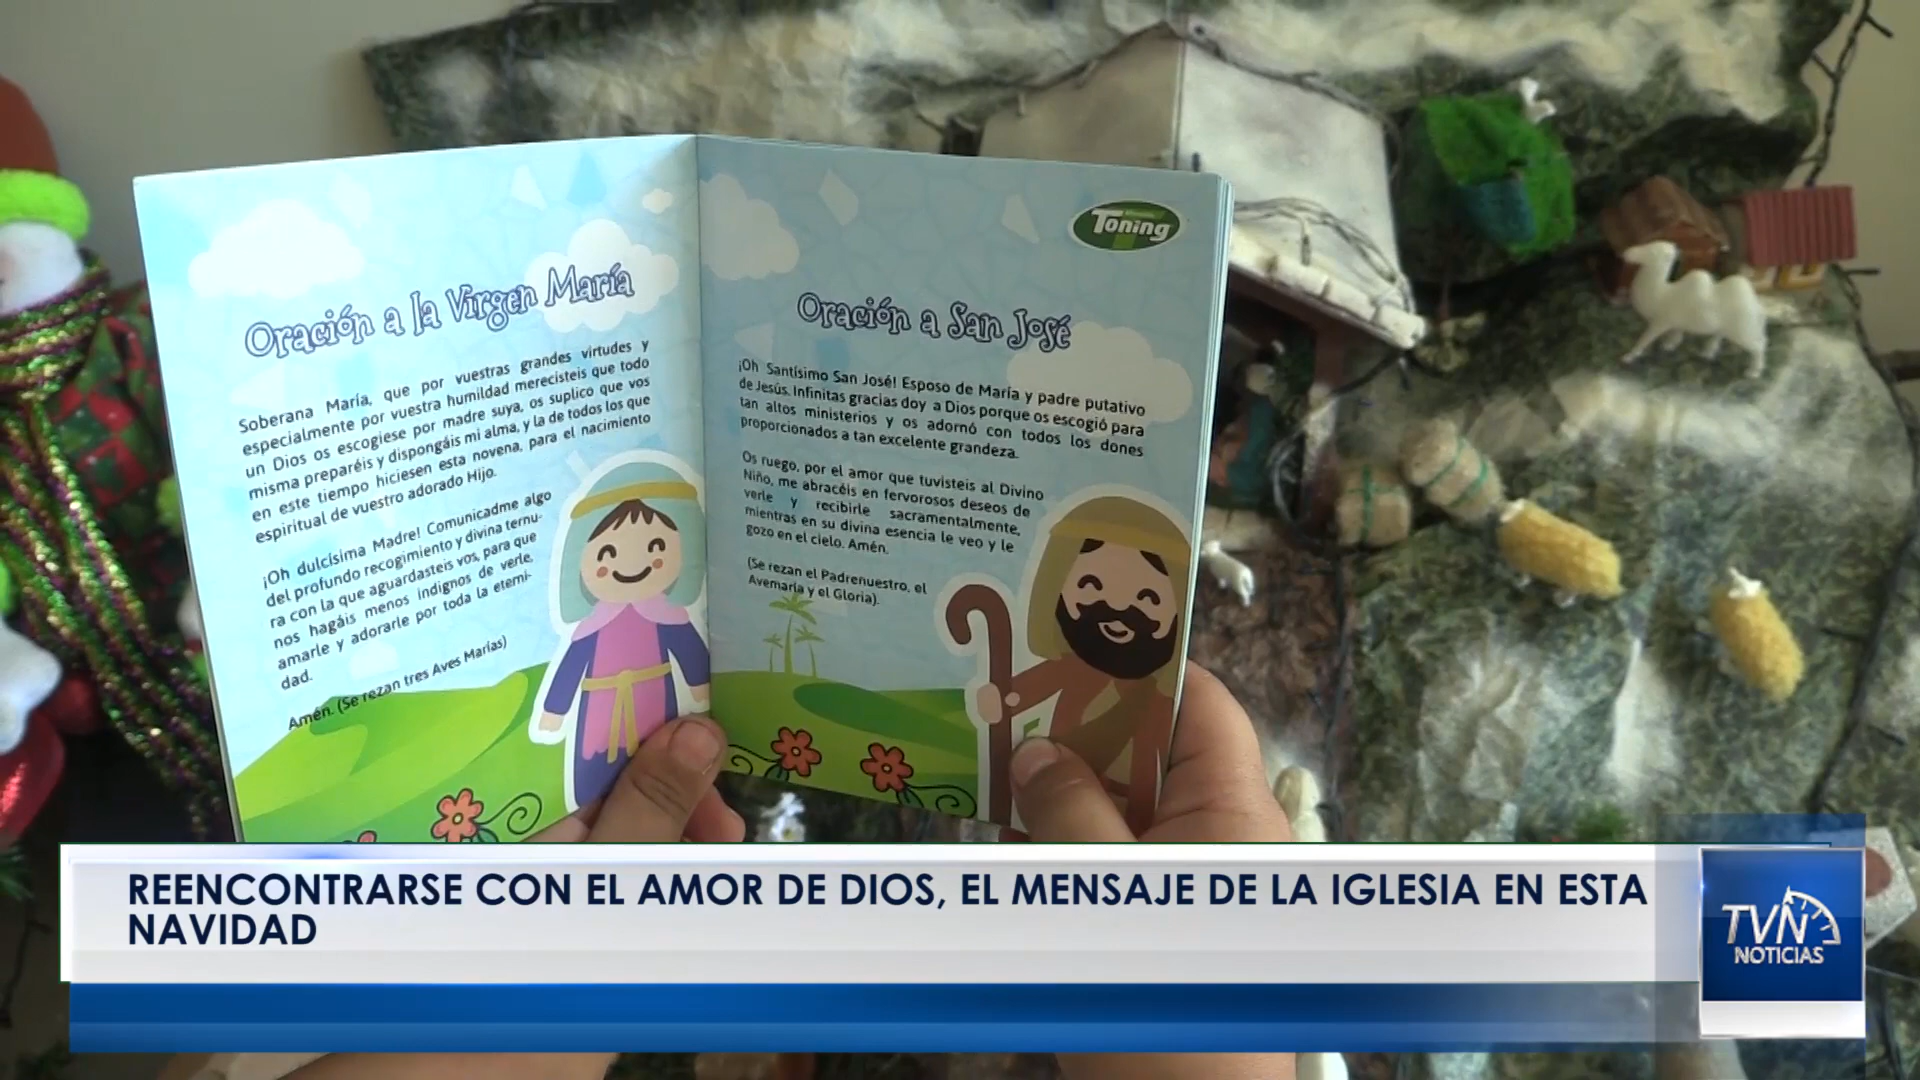 Oración a la Virgen María
Soberana María, que por vuestras grandes virtudes y
especialmente por vuestra humildad merecisteis que todo
un Dios os escogiese por madre suya, os suplico que vos
misma preparéis y dispongáis mi alma, y la de todos los que
en este tiempo hiciesen esta novena, para el nacimiento
espiritual de vuestro adorado Hijo.
¡Oh dulcísima Madre! Comunicadme algo
del profundo recogimiento y divina ternu-
ra con la que aguardasteis vos, para que
nos hagáis menos indignos de verle,
amarle y adorarle por toda la eterni-
dad.
Amén. (Se rezan tres Aves Marías)
Toning
Oración a San José
¡Oh Santísimo San José! Esposo de María y padre putativo
de Jesús. Infinitas gracias doy a Dios porque os escogió para
tan altos ministerios y os adornó con todos los dones
proporcionados a tan excelente grandeza.
Os ruego, por el amor que tuvisteis al Divino
Niño, me abracéis en fervorosos deseos de
verle y recibirle sacramentalmente,
mientras en su divina esencia le veo y le
gozo en el cielo. Amén.
(Se rezan el Padrenuestro, el
Avemaría y el Gloria).
REENCONTRARSE CON EL AMOR DE DIOS, EL MENSAJE DE LA IGLESIA EN ESTA
NAVIDAD
TVN
NOTICIAS